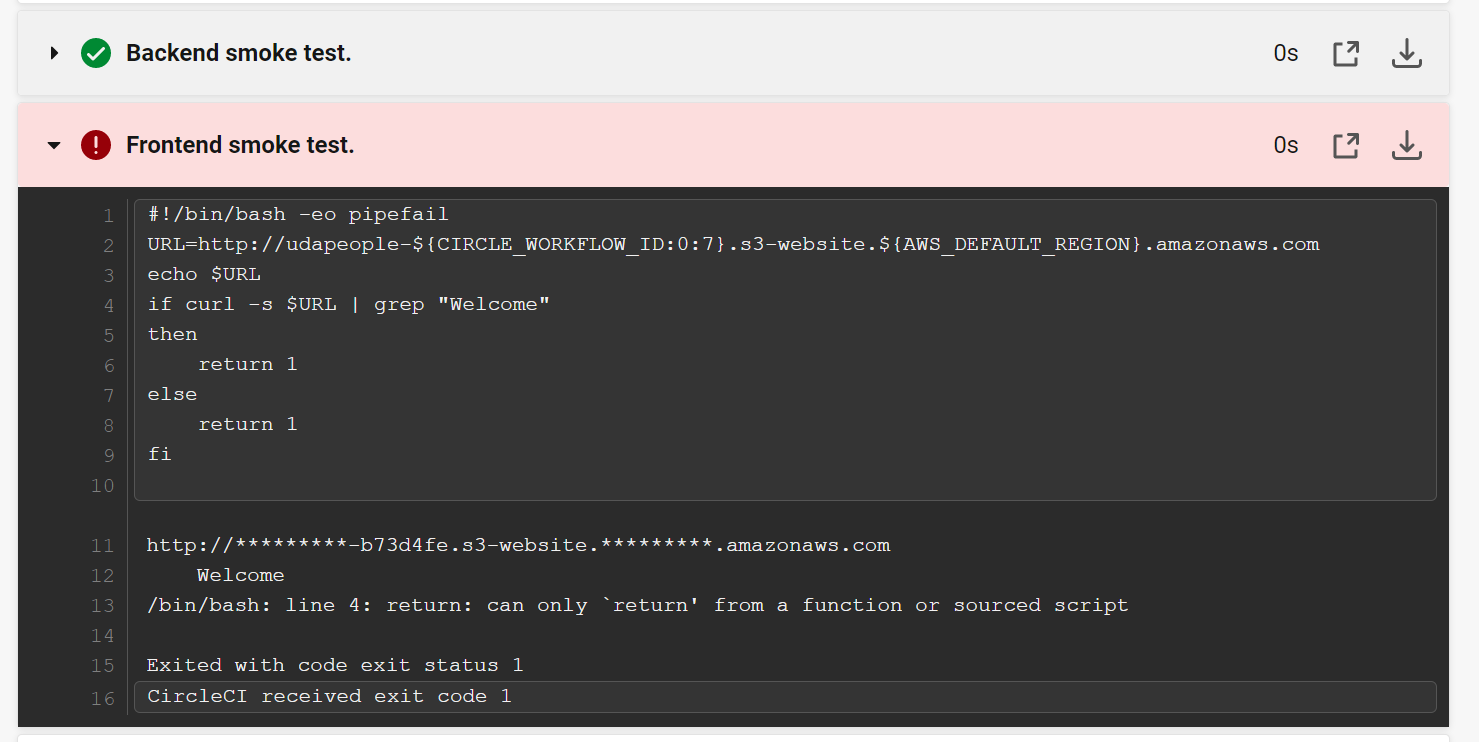 Backend smoke test.
0s
Frontend smoke test.
0s
1 #!/bin/bash -eo pipefail
2 URL=http://udapeople-${CIRCLE_WORKFLOW_ID:0:7}.s3-website.${AWS_DEFAULT_REGION}.amazonaws.com
3 echo $URL
4 if curl -s $URL | grep "Welcome"
5 then
6     return 1
7 else
8     return 1
9 fi
10
11 http://*********-b73d4fe.s3-website.*********.amazonaws.com
12     Welcome
13 /bin/bash: line 4: return: can only `return' from a function or sourced script
14
15 Exited with code exit status 1
16 CircleCI received exit code 1